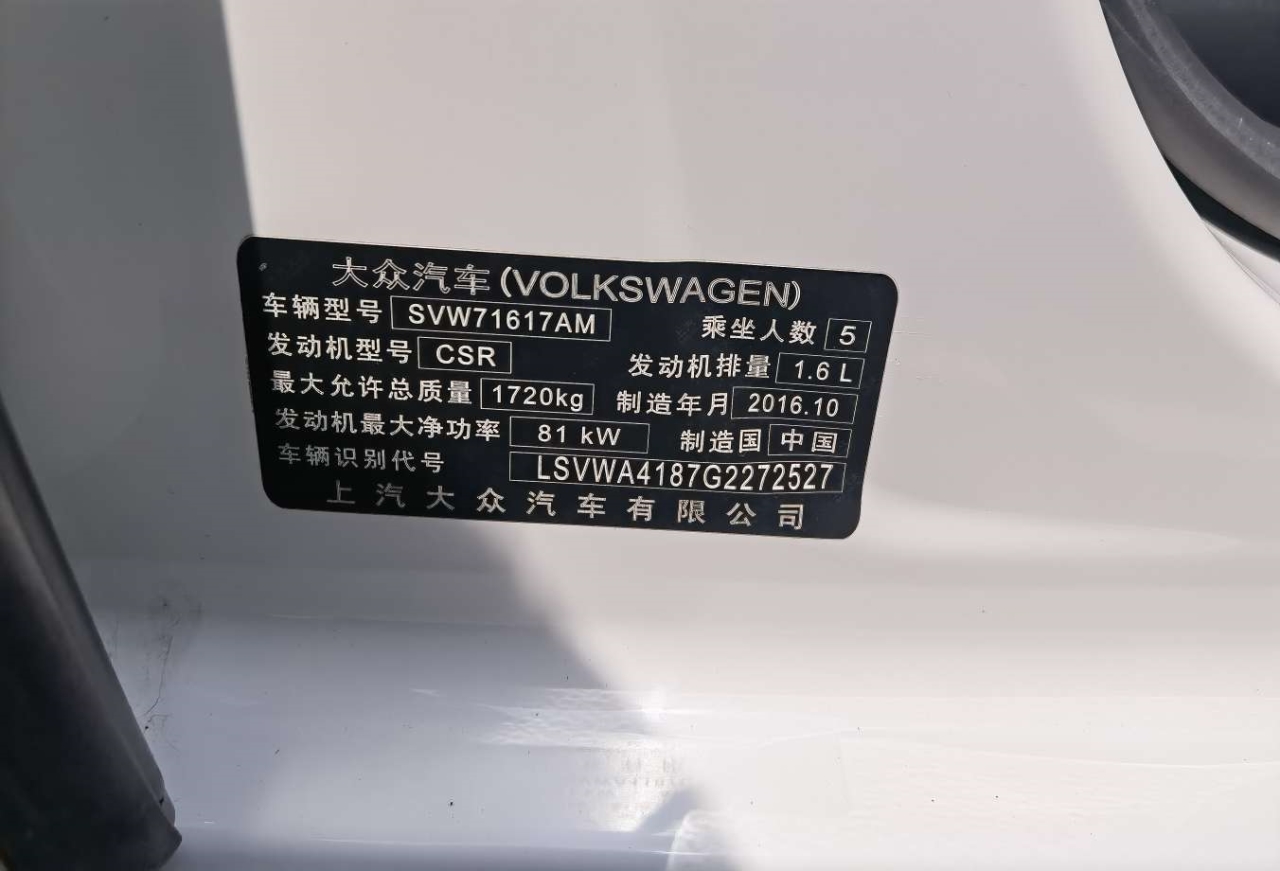 大众汽车(VOLKSWAGEN)
车辆型号 SVW71617AM 乘坐人数 5
发动机型号 CSR 发动机排量 1.6 L
最大允许总质量 1720kg 制造年月 2016.10
发动机最大净功率 81 kW 制造国 中国
车辆识别代号 LSVWA4187G2272527
上汽大众汽车有限公司